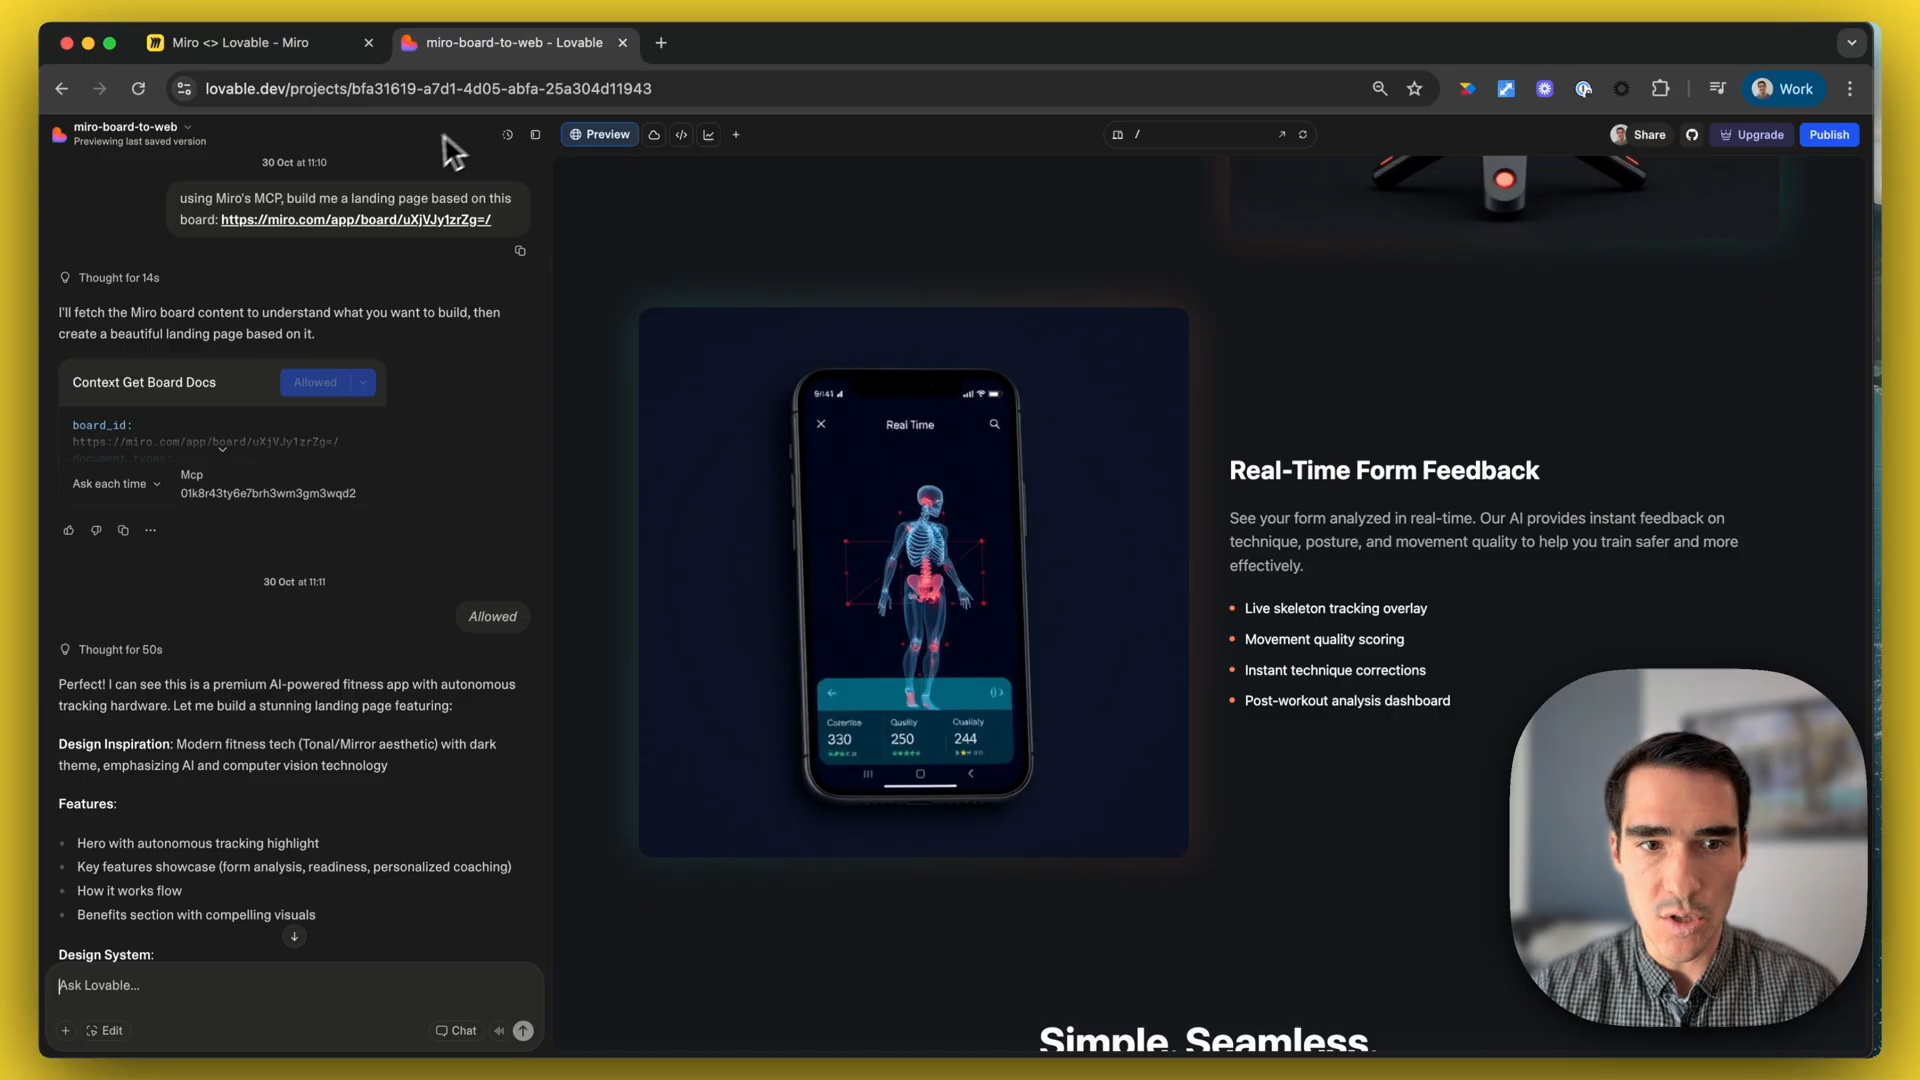 Miro <> Lovable - Miro
miro-board-to-web - Lovable
lovable.dev/projects/bfa31619-a7d1-4d05-abfa-25a304d11943
Work
miro-board-to-web
Previewing last saved version
Preview
/
Share
Upgrade
Publish
30 Oct at 11:10
using Miro's MCP, build me a landing page based on this
board: https://miro.com/app/board/uXjVJy1zrZg=/
Thought for 14s
I'll fetch the Miro board content to understand what you want to build, then
create a beautiful landing page based on it.
Context Get Board Docs
Allowed
board_id:
https://miro.com/app/board/uXjVJy1zrZg=/
document_types:
Ask each time
Mcp
01k8r43ty6e7brh3wm3gm3wqd2
30 Oct at 11:11
Allowed
Thought for 50s
Perfect! I can see this is a premium AI-powered fitness app with autonomous
tracking hardware. Let me build a stunning landing page featuring:
Design Inspiration: Modern fitness tech (Tonal/Mirror aesthetic) with dark
theme, emphasizing AI and computer vision technology
Features:
Hero with autonomous tracking highlight
Key features showcase (form analysis, readiness, personalized coaching)
How it works flow
Benefits section with compelling visuals
Design System:
Ask Lovable...
Edit
Chat
Real Time
Quality
330
250
244
Real-Time Form Feedback
See your form analyzed in real-time. Our AI provides instant feedback on
technique, posture, and movement quality to help you train safer and more
effectively.
Live skeleton tracking overlay
Movement quality scoring
Instant technique corrections
Post-workout analysis dashboard
Simple. Seamless.